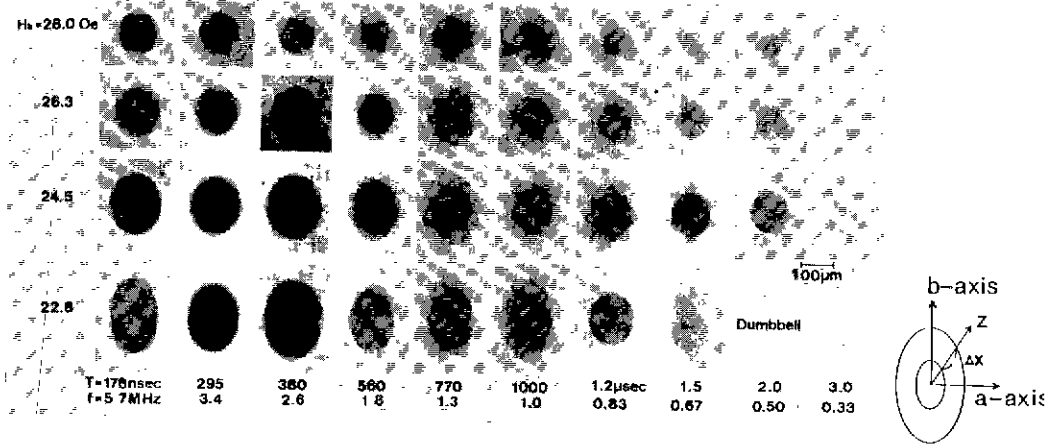 Hb=28.0 Oe
26.3
24.5
100μm
22.8
Dumbbell
T=178nsec 295 380 560 770 1000 1.2μsec 1.5 2.0 3.0
f=5.7MHz 3.4 2.6 1.8 1.3 1.0 0.83 0.67 0.50 0.33
b-axis
Z
ΔX
a-axis